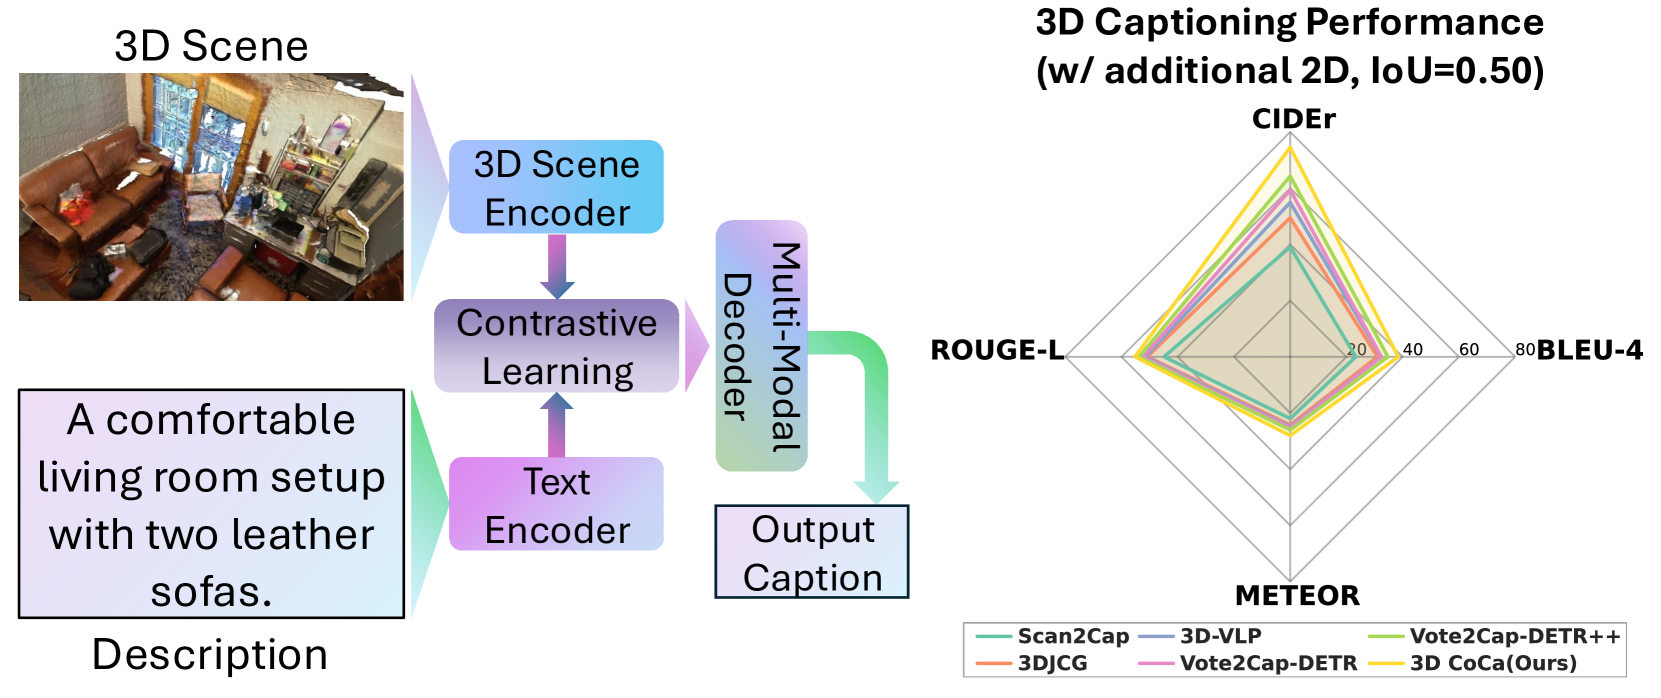 3D Scene
3D Scene
Encoder
Contrastive
Learning
Text
Encoder
A comfortable
living room setup
with two leather
sofas.
Description
Multi-Modal
Decoder
Output
Caption
3D Captioning Performance
(w/ additional 2D, IoU=0.50)
CIDEr
ROUGE-L
20
40
60
80
BLEU-4
METEOR
Scan2Cap
3D-VLP
Vote2Cap-DETR++
3DJCG
Vote2Cap-DETR
3D CoCa(Ours)